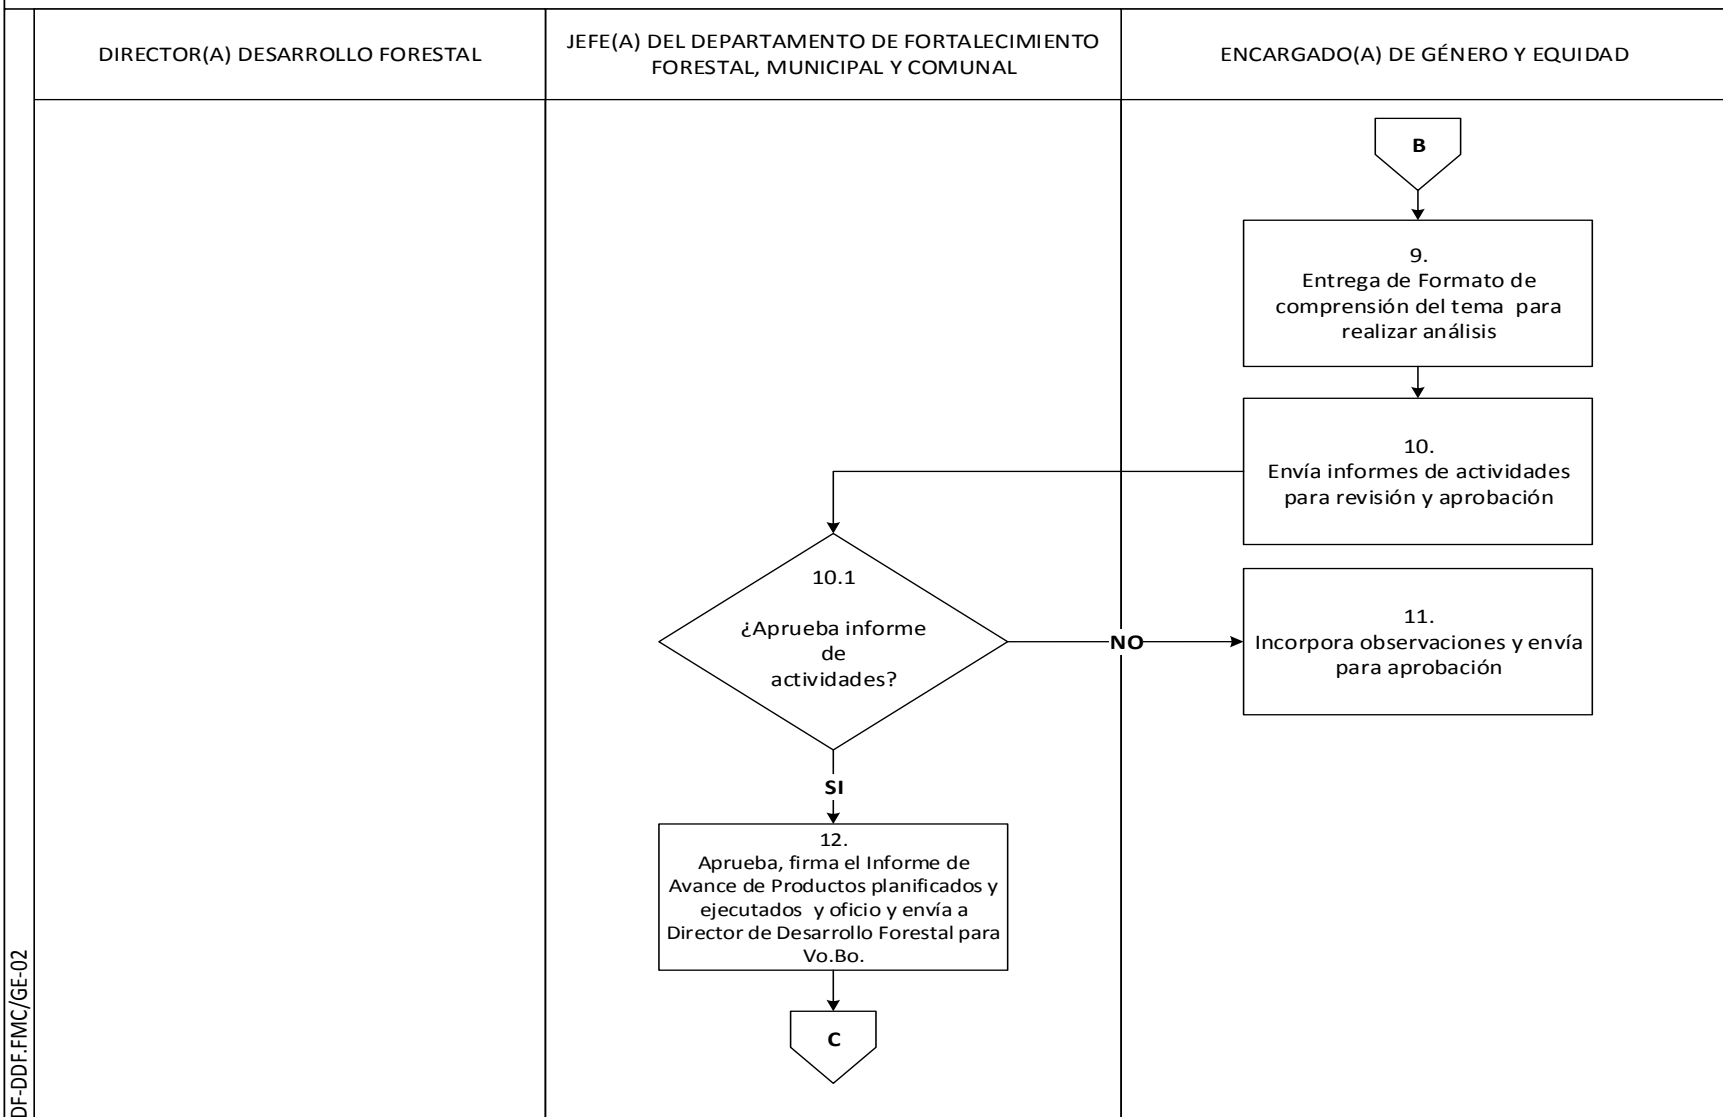 DIRECTOR(A) DESARROLLO FORESTAL
JEFE(A) DEL DEPARTAMENTO DE FORTALECIMIENTO
FORESTAL, MUNICIPAL Y COMUNAL
ENCARGADO(A) DE GÉNERO Y EQUIDAD
B
9.
Entrega de Formato de
comprensión del tema para
realizar análisis
10.
Envía informes de actividades
para revisión y aprobación
10.1
¿Aprueba informe
de
actividades?
NO
11.
Incorpora observaciones y envía
para aprobación
SI
12.
Aprueba, firma el Informe de
Avance de Productos planificados y
ejecutados y oficio y envía a
Director de Desarrollo Forestal para
Vo.Bo.
C
DF-DDF.FMC/GE-02